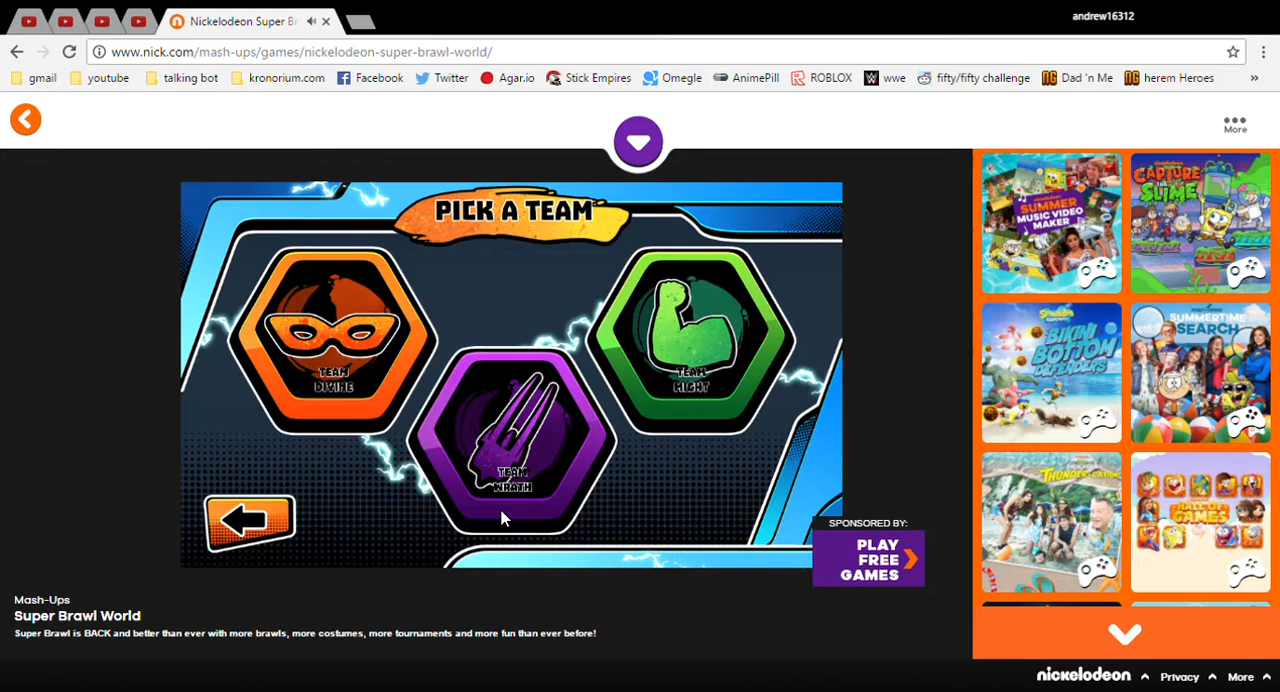 andrew16312
Nickelodeon Super Br
www.nick.com/mash-ups/games/nickelodeon-super-brawl-world/
gmail youtube talking bot kronorium.com Facebook Twitter Agar.io Stick Empires Omegle AnimePill ROBLOX wwe fifty/fifty challenge Dad 'n Me herem Heroes »
More
PICK A TEAM
TEAM
DIVINE
TEAM
MIGHT
TEAM
WRATH
SPONSORED BY:
PLAY
FREE
GAMES
SUMMER
MUSIC VIDEO
MAKER
CAPTURE
THE
SLIME
BIKINI
BOTTOM
DEFENDERS
SUMMERTIME
SEARCH
HALL OF
GAMES
Mash-Ups
Super Brawl World
Super Brawl is BACK and better than ever with more brawls, more costumes, more tournaments and more fun than ever before!
nickelodeon Privacy More